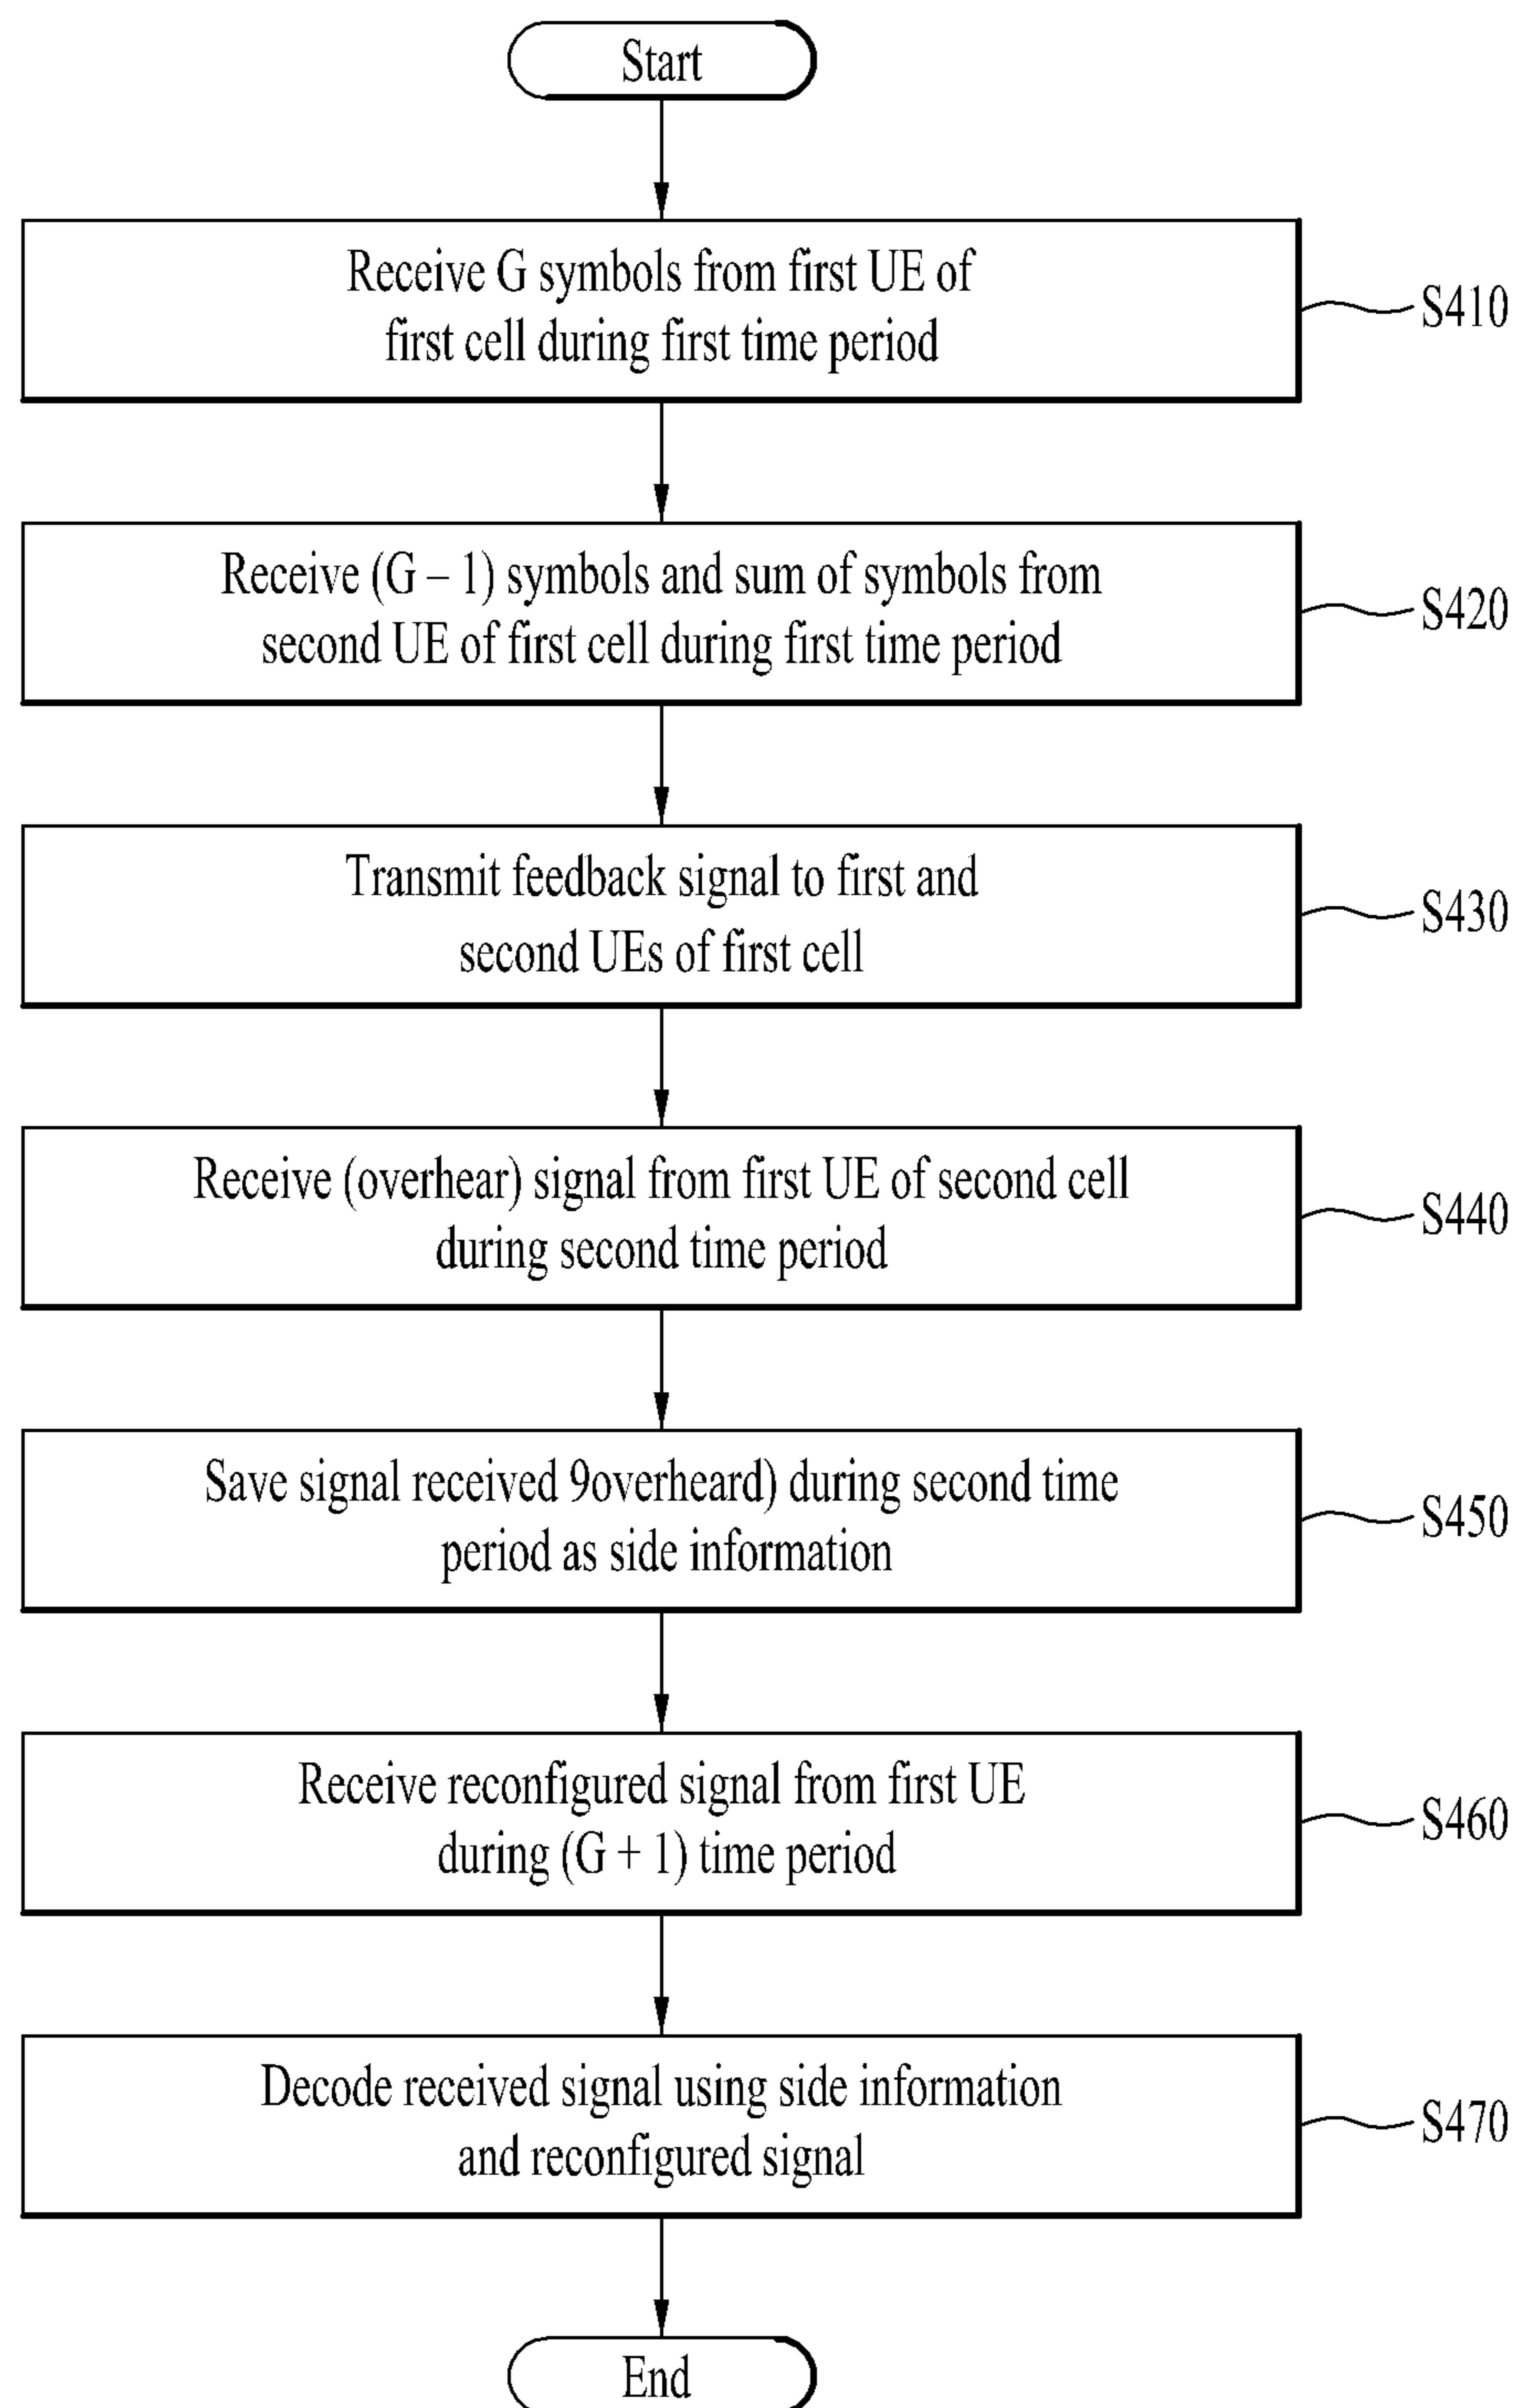 Start
Receive G symbols from first UE of
first cell during first time period
S410
Receive (G – 1) symbols and sum of symbols from
second UE of first cell during first time period
S420
Transmit feedback signal to first and
second UEs of first cell
S430
Receive (overhear) signal from first UE of second cell
during second time period
S440
Save signal received 9overheard) during second time
period as side information
S450
Receive reconfigured signal from first UE
during (G + 1) time period
S460
Decode received signal using side information
and reconfigured signal
S470
End